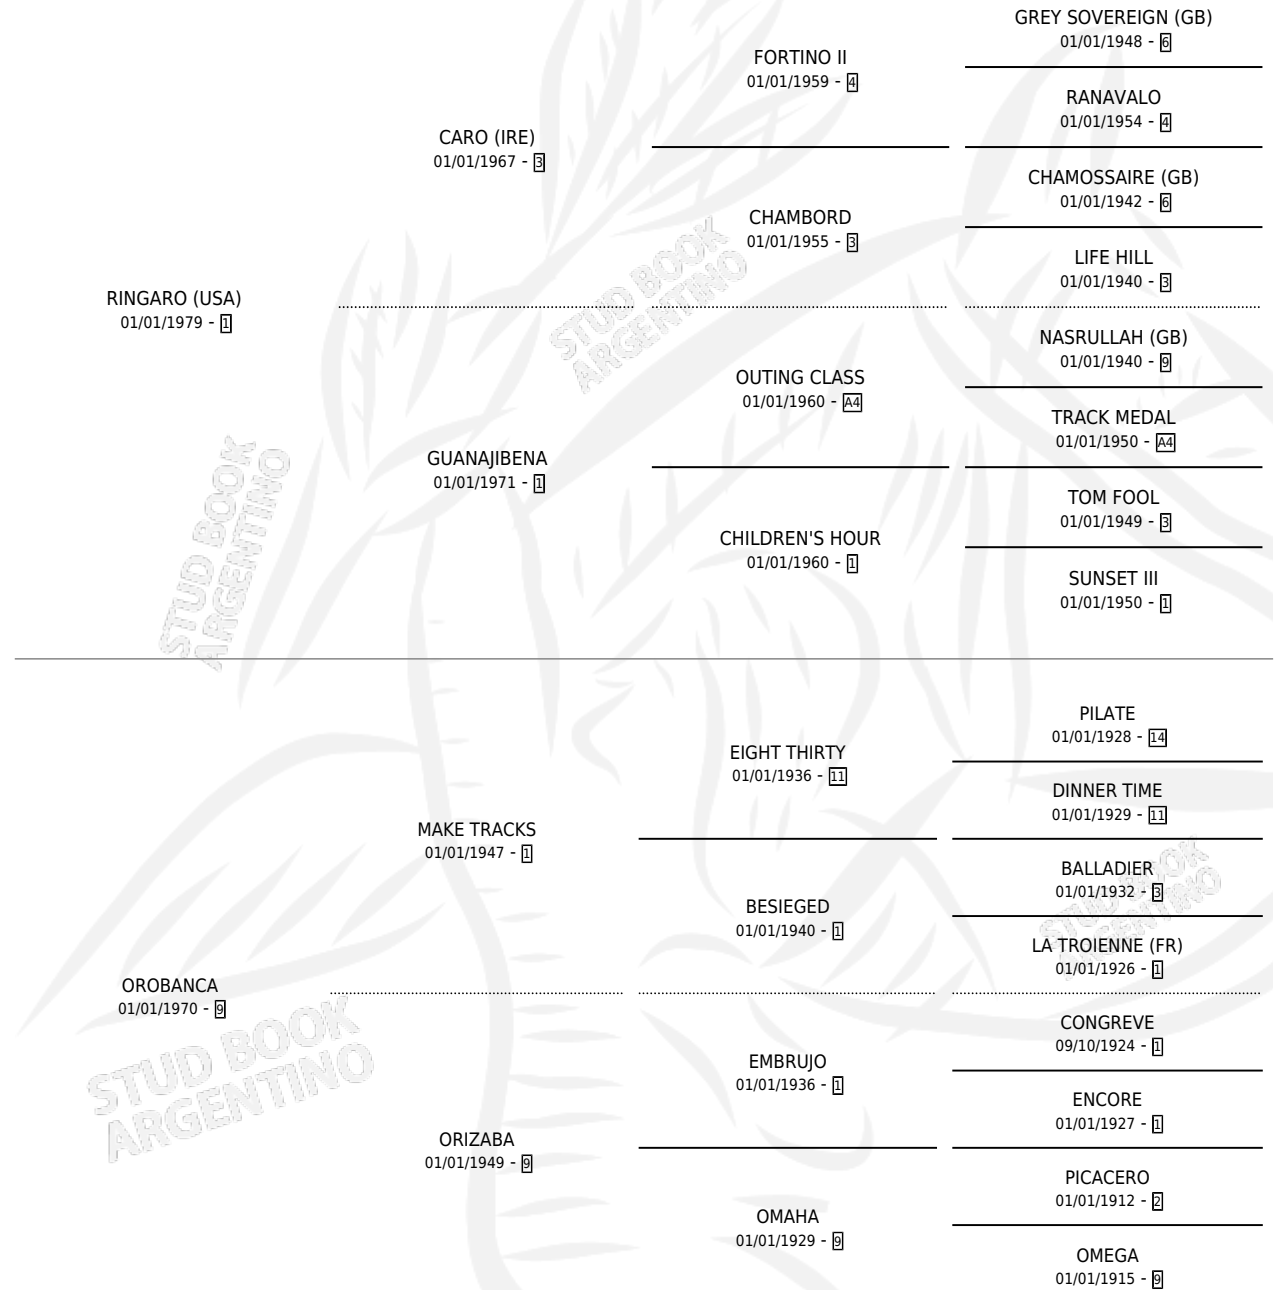 GREY SOVEREIGN (GB)
01/01/1948 - 6
FORTINO II
01/01/1959 - 4
RANAVALO
01/01/1954 - 4
CARO (IRE)
01/01/1967 - 3
CHAMOSSAIRE (GB)
01/01/1942 - 6
CHAMBORD
01/01/1955 - 3
LIFE HILL
01/01/1940 - 3
RINGARO (USA)
01/01/1979 - 1
NASRULLAH (GB)
01/01/1940 - 9
OUTING CLASS
01/01/1960 - A4
TRACK MEDAL
01/01/1950 - A4
GUANAJIBENA
01/01/1971 - 1
TOM FOOL
01/01/1949 - 3
CHILDREN'S HOUR
01/01/1960 - 1
SUNSET III
01/01/1950 - 1
STUD BOOK
ARGENTINO
STUD BOOK
ARGENTINO
PILATE
01/01/1928 - 14
EIGHT THIRTY
01/01/1936 - 11
DINNER TIME
01/01/1929 - 11
MAKE TRACKS
01/01/1947 - 1
BALLADIER
01/01/1932 - 3
BESIEGED
01/01/1940 - 1
LA TROIENNE (FR)
01/01/1926 - 1
OROBANCA
01/01/1970 - 9
CONGREVE
09/10/1924 - 1
EMBRUJO
01/01/1936 - 1
ENCORE
01/01/1927 - 1
ORIZABA
01/01/1949 - 9
PICACERO
01/01/1912 - 2
OMAHA
01/01/1929 - 9
OMEGA
01/01/1915 - 9
STUD BOOK
ARGENTINO
STUD BOOK
ARGENTINO